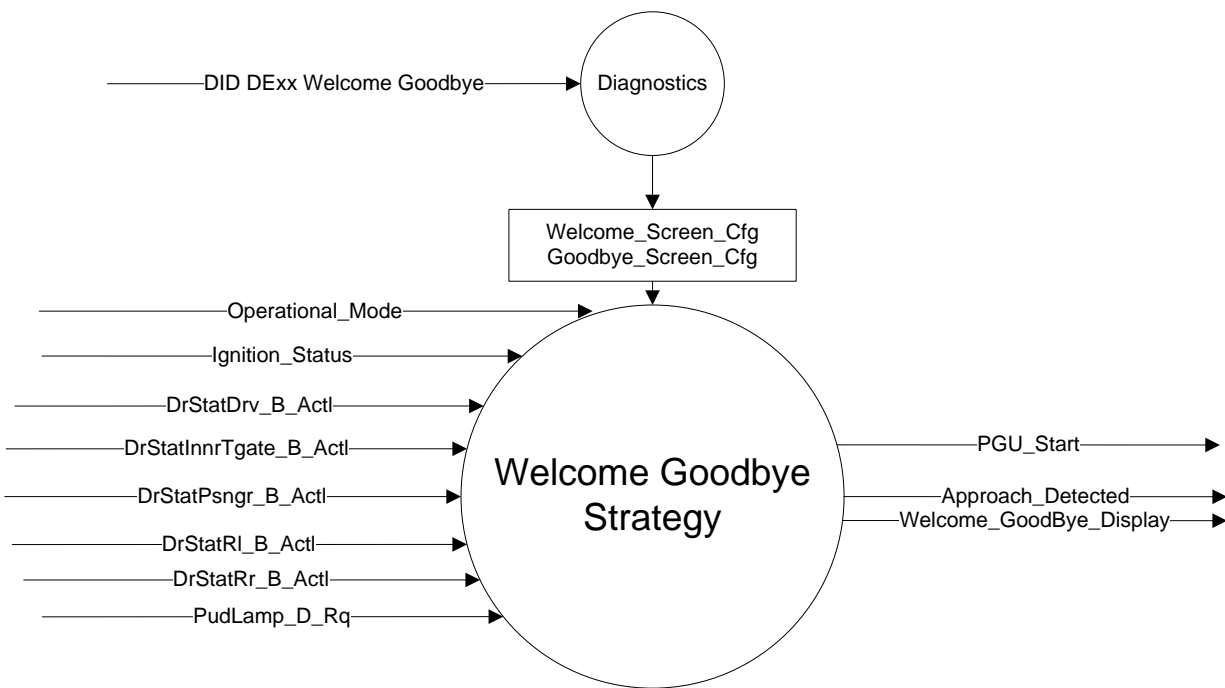 DID DExx Welcome Goodbye
Diagnostics
Welcome_Screen_Cfg
Goodbye_Screen_Cfg
Operational_Mode
Ignition_Status
DrStatDrv_B_Actl
DrStatInnrTgate_B_Actl
DrStatPsngr_B_Actl
DrStatRl_B_Actl
DrStatRr_B_Actl
PudLamp_D_Rq
Welcome Goodbye
Strategy
PGU_Start
Approach_Detected
Welcome_GoodBye_Display